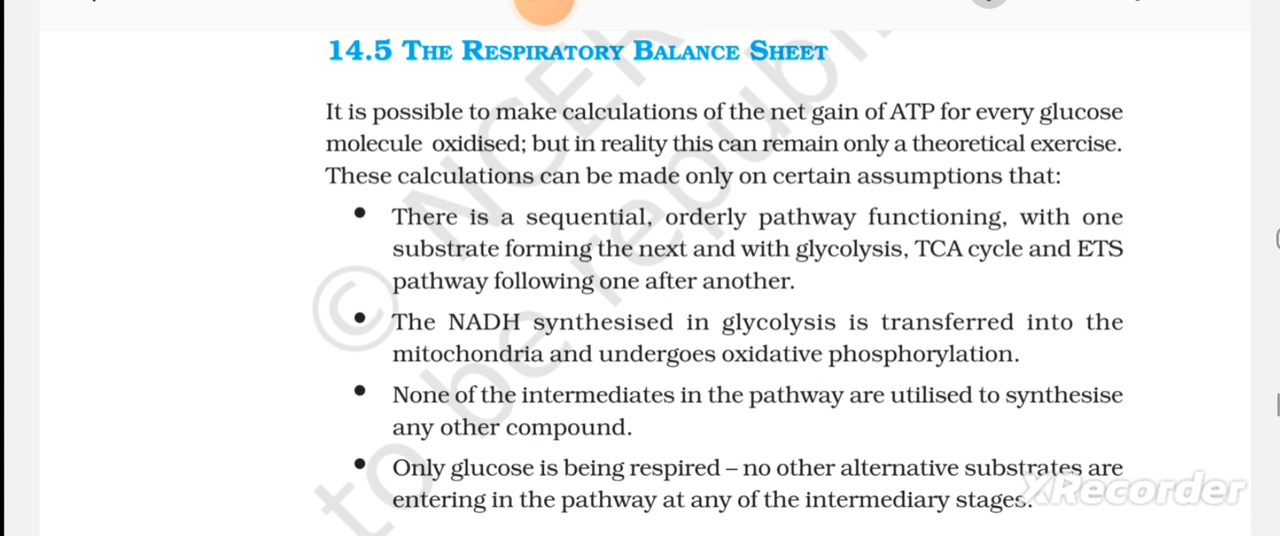 14.5 THE RESPIRATORY BALANCE SHEET
It is possible to make calculations of the net gain of ATP for every glucose
molecule oxidised; but in reality this can remain only a theoretical exercise.
These calculations can be made only on certain assumptions that:
• There is a sequential, orderly pathway functioning, with one
substrate forming the next and with glycolysis, TCA cycle and ETS
pathway following one after another.
• The NADH synthesised in glycolysis is transferred into the
mitochondria and undergoes oxidative phosphorylation.
• None of the intermediates in the pathway are utilised to synthesise
any other compound.
• Only glucose is being respired – no other alternative substrates are
entering in the pathway at any of the intermediary stages.
XRecorder
© NCER
to be republi